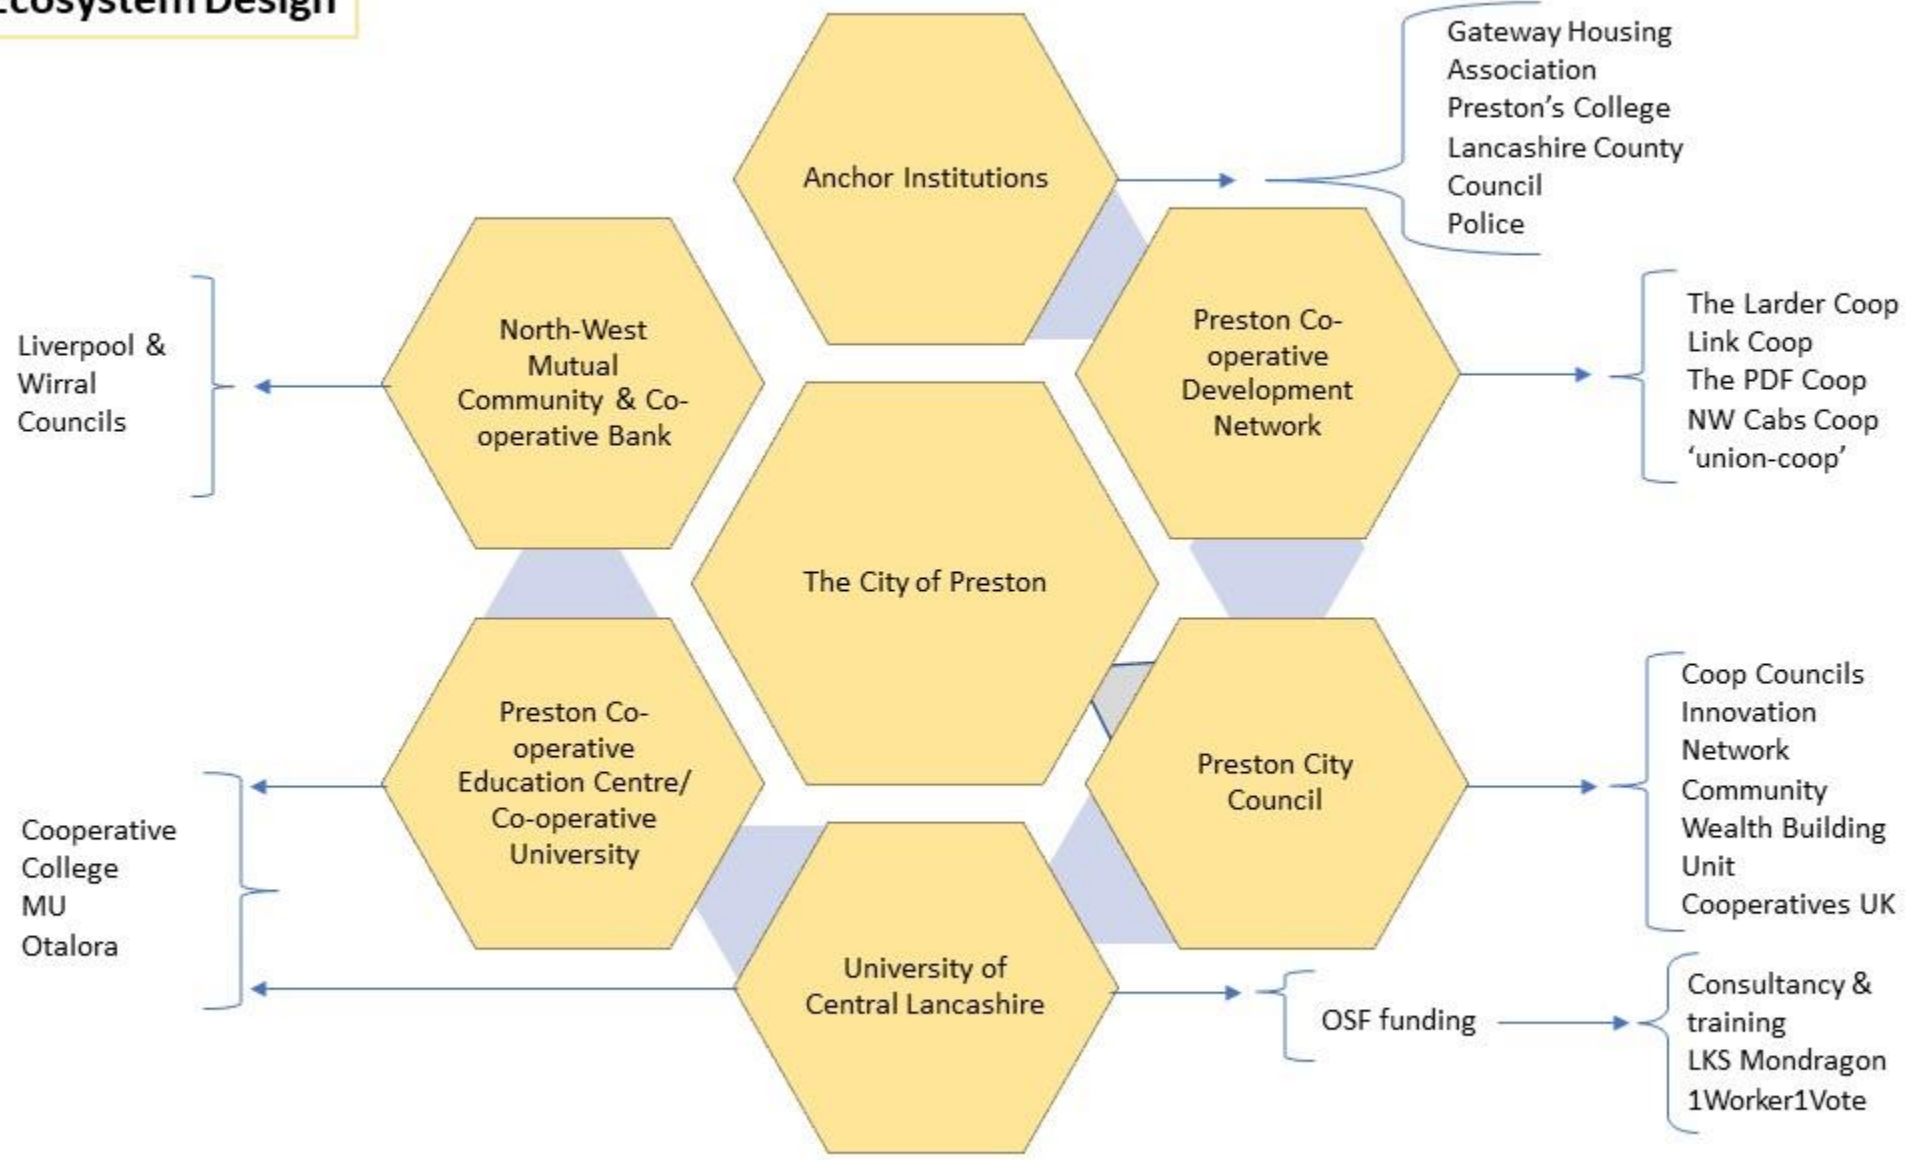 Ecosystem Design
Anchor Institutions
Gateway Housing
Association
Preston's College
Lancashire County
Council
Police
North-West
Mutual
Community & Co-
operative Bank
Liverpool &
Wirral
Councils
Preston Co-
operative
Development
Network
The Larder Coop
Link Coop
The PDF Coop
NW Cabs Coop
‘union-coop’
The City of Preston
Preston Co-
operative
Education Centre/
Co-operative
University
Cooperative
College
MU
Otalora
Preston City
Council
Coop Councils
Innovation
Network
Community
Wealth Building
Unit
Cooperatives UK
University of
Central Lancashire
OSF funding
Consultancy &
training
LKS Mondragon
1Worker1Vote